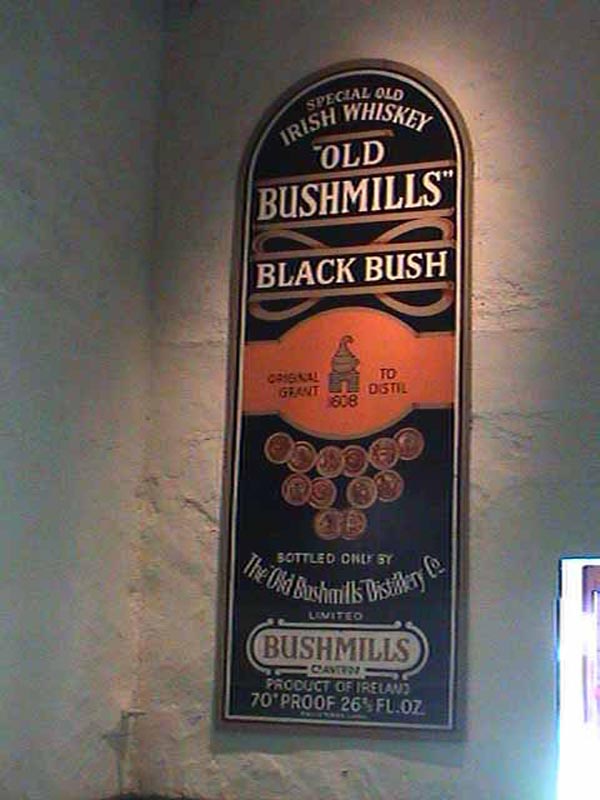 SPECIAL OLD
IRISH WHISKEY
"OLD
BUSHMILLS"
BLACK BUSH
ORIGINAL TO
GRANT DISTIL
1608
BOTTLED ONLY BY
The "Old Bushmills" Distillery Co.
LIMITED
BUSHMILLS
PRODUCT OF IRELAND
70° PROOF 26⅔ FL.OZ.